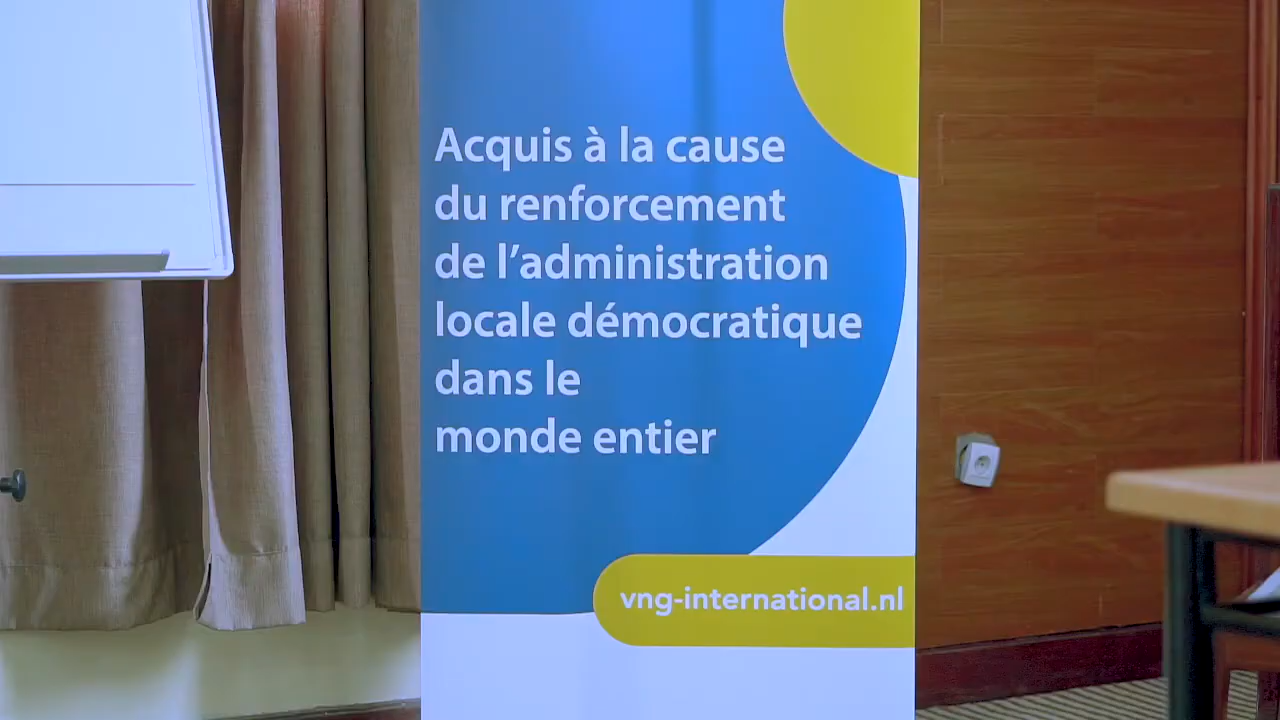 Acquis à la cause
du renforcement
de l’administration
locale démocratique
dans le
monde entier
vng-international.nl